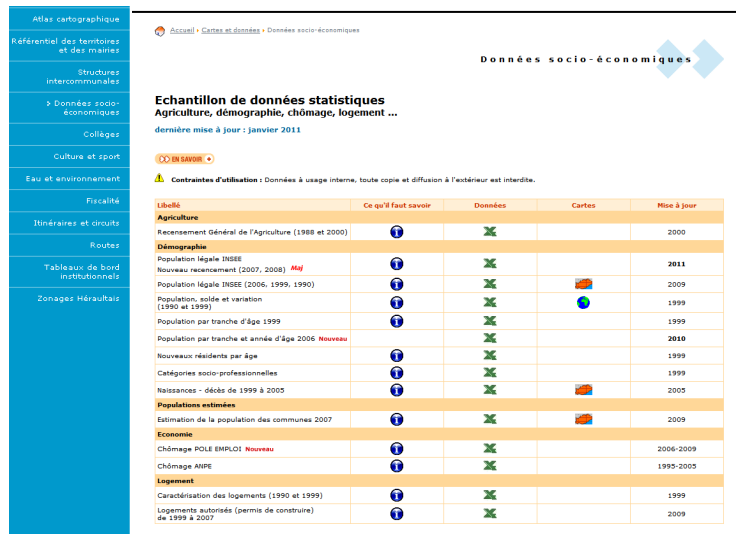 Atlas cartographique
Référentiel des territoires
et des mairies
Structures
intercommunales
Données socio-
économiques
Collèges
Culture et sport
Eau et environnement
Fiscalité
Itinéraires et circuits
Routes
Tableaux de bord
institutionnels
Zonages Héraultais
Accueil › Cartes et données › Données socio-économiques
Données socio-économiques
Echantillon de données statistiques
Agriculture, démographie, chômage, logement ...
dernière mise à jour : janvier 2011
EN SAVOIR +
Contraintes d'utilisation : Données à usage interne, toute copie et diffusion à l'extérieur est interdite.
Libellé Ce qu'il faut savoir Données Cartes Mise à jour
Agriculture
Recensement Général de l'Agriculture (1988 et 2000) 2000
Démographie
Population légale INSEE
Nouveau recencement (2007, 2008) Maj 2011
Population légale INSEE (2006, 1999, 1990) 2009
Population, solde et variation
(1990 et 1999) 1999
Population par tranche d'âge 1999 1999
Population par tranche et année d'âge 2006 Nouveau 2010
Nouveaux résidents par âge 1999
Catégories socio-professionnelles 1999
Naissances - décès de 1999 à 2005 2005
Populations estimées
Estimation de la population des communes 2007 2009
Economie
Chômage POLE EMPLOI Nouveau 2006-2009
Chômage ANPE 1995-2005
Logement
Caractérisation des logements (1990 et 1999) 1999
Logements autorisés (permis de construire)
de 1999 à 2007 2009